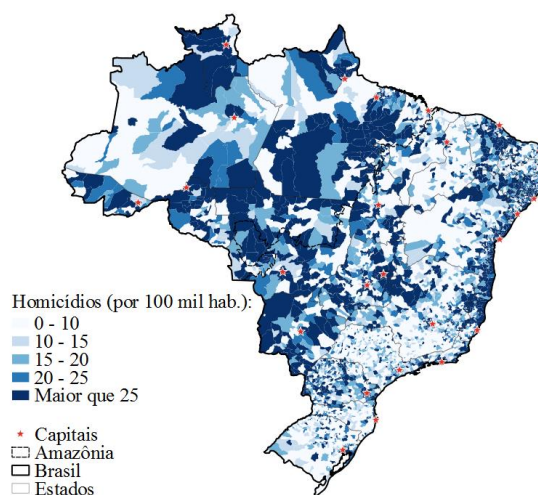 Homicídios (por 100 mil hab.):
0 - 10
10 - 15
15 - 20
20 - 25
Maior que 25
Capitais
Amazônia
Brasil
Estados